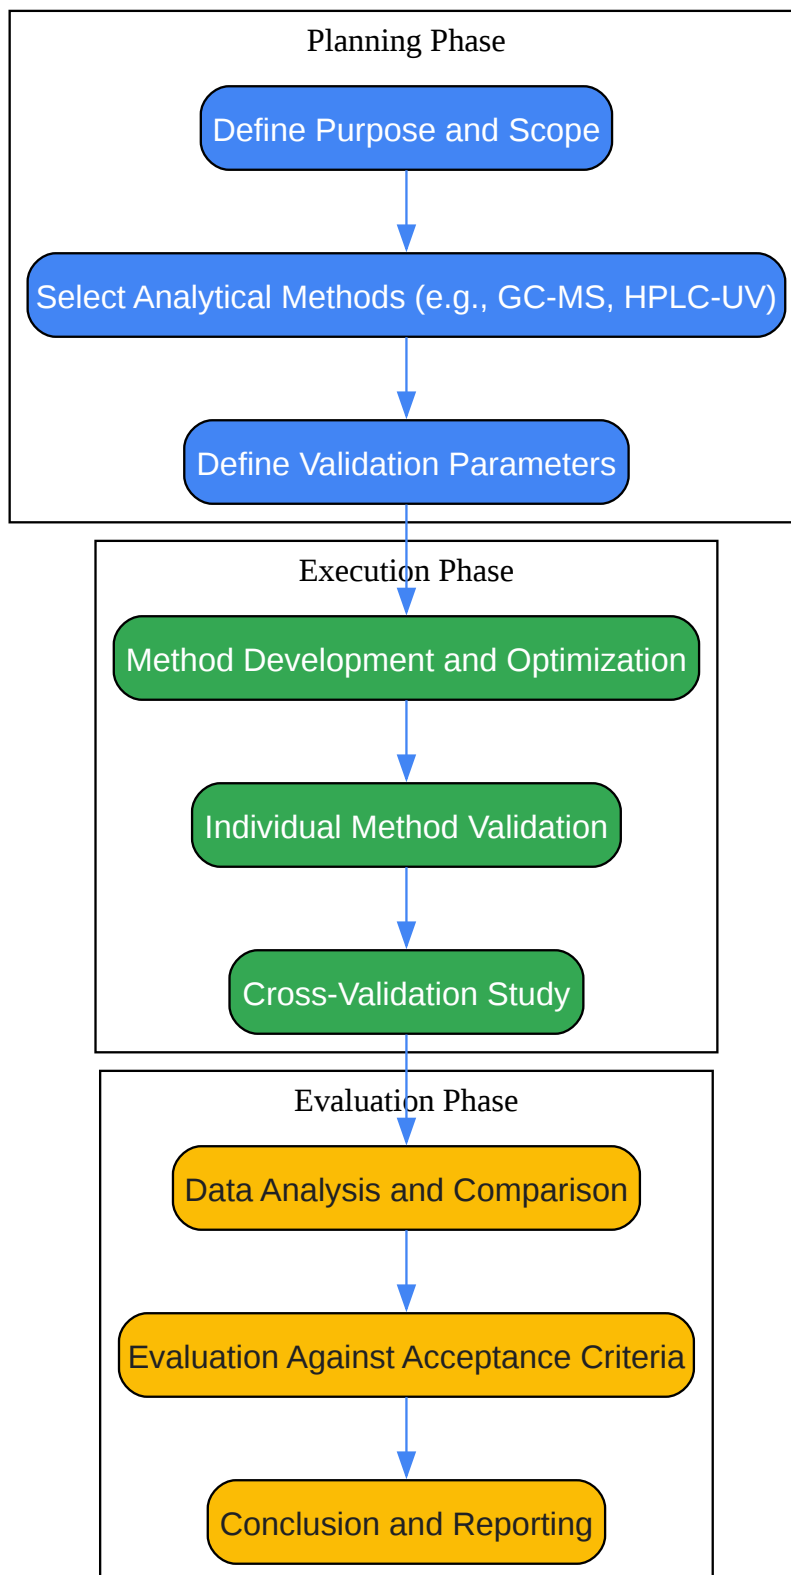 Planning Phase
Define Purpose and Scope
Select Analytical Methods (e.g., GC-MS, HPLC-UV)
Define Validation Parameters
Execution Phase
Method Development and Optimization
Individual Method Validation
Cross-Validation Study
Evaluation Phase
Data Analysis and Comparison
Evaluation Against Acceptance Criteria
Conclusion and Reporting